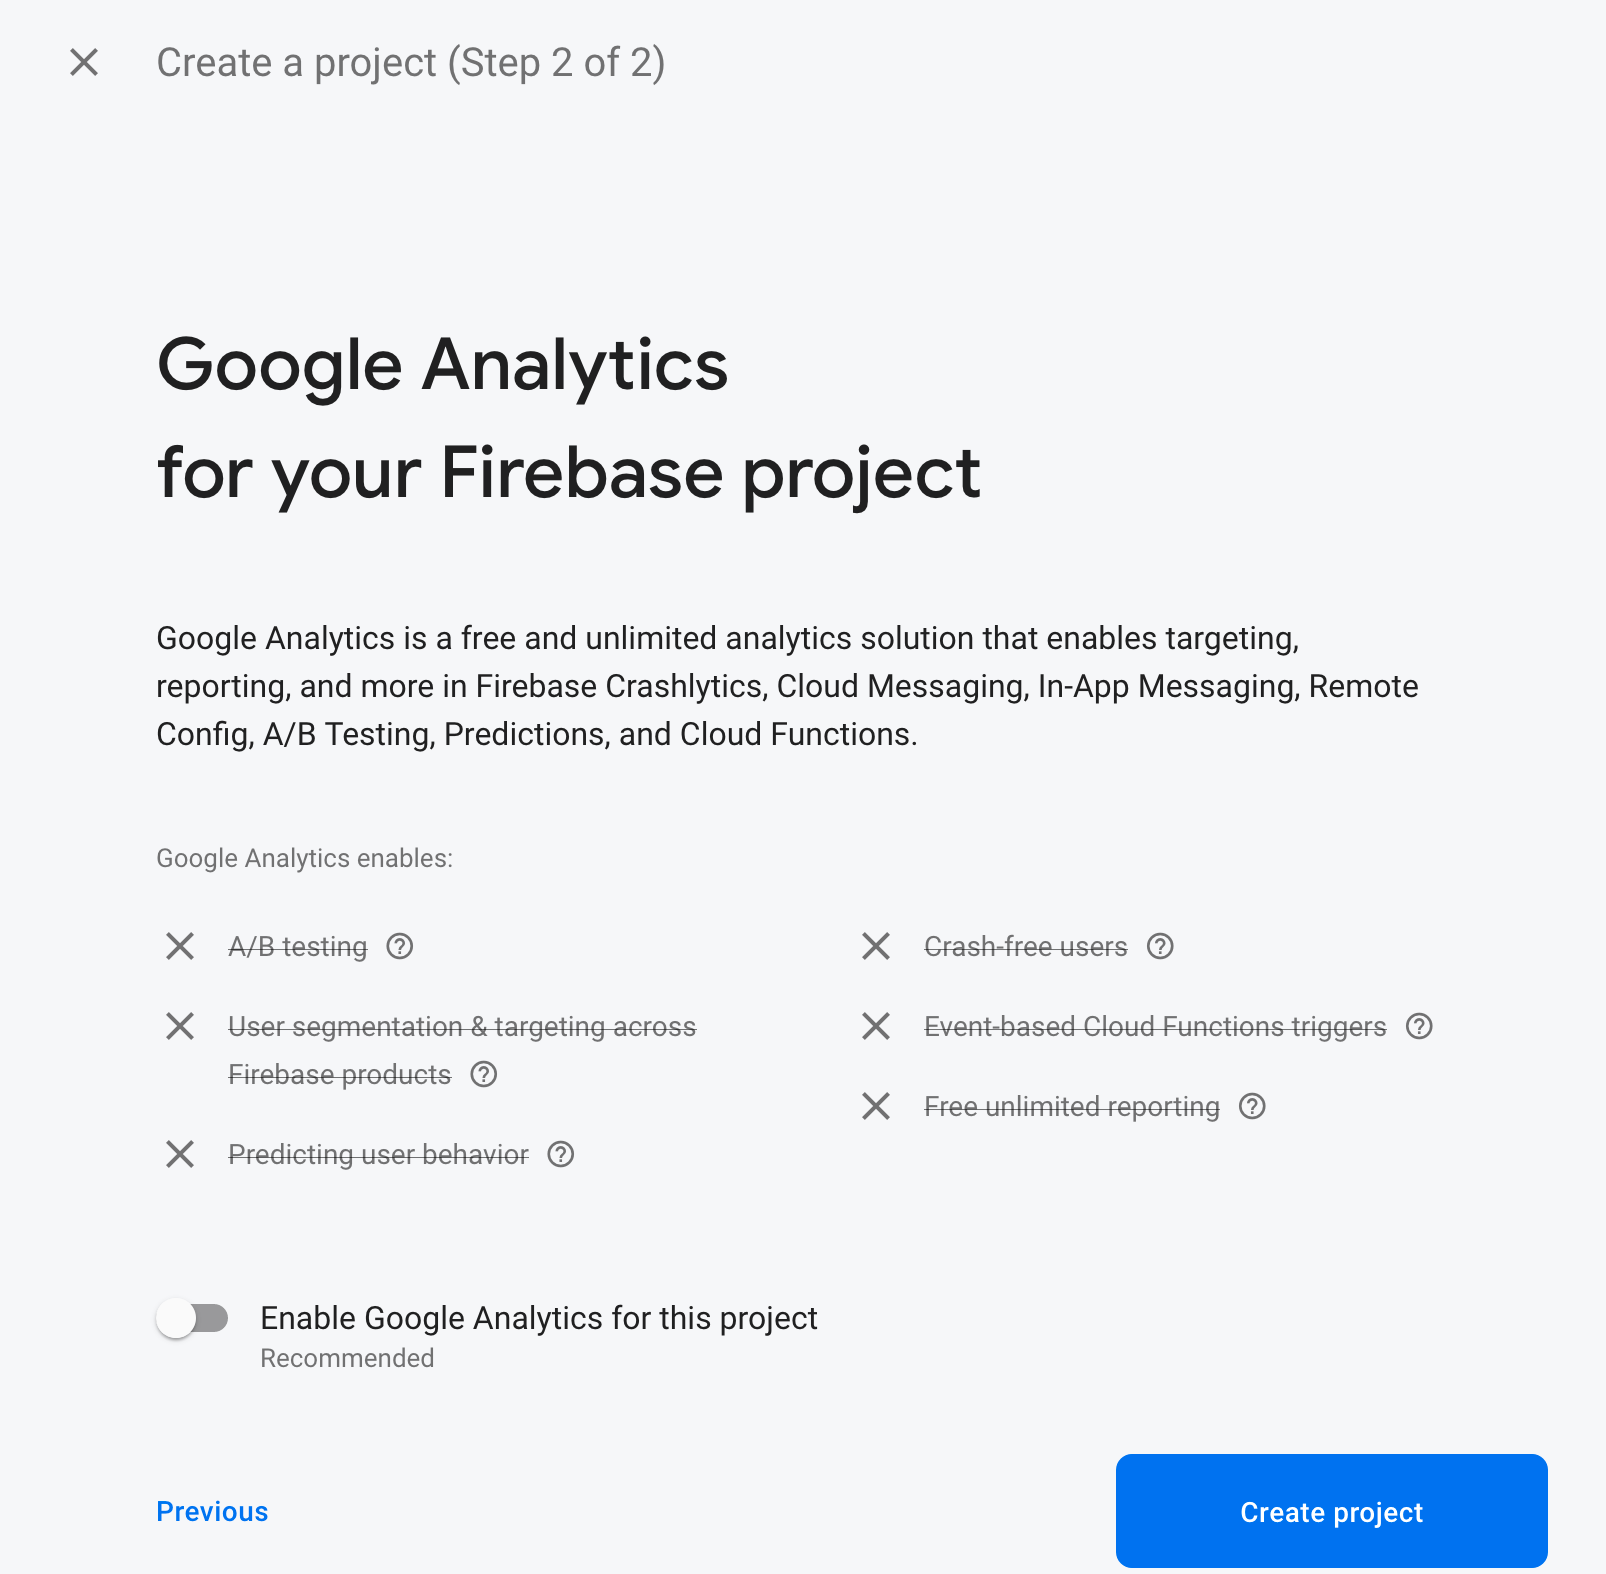 Create a project (Step 2 of 2)
Google Analytics
for your Firebase project
Google Analytics is a free and unlimited analytics solution that enables targeting,
reporting, and more in Firebase Crashlytics, Cloud Messaging, In-App Messaging, Remote
Config, A/B Testing, Predictions, and Cloud Functions.
Google Analytics enables:
A/B testing
User segmentation & targeting across
Firebase products
Predicting user behavior
Crash-free users
Event-based Cloud Functions triggers
Free unlimited reporting
Enable Google Analytics for this project
Recommended
Previous
Create project